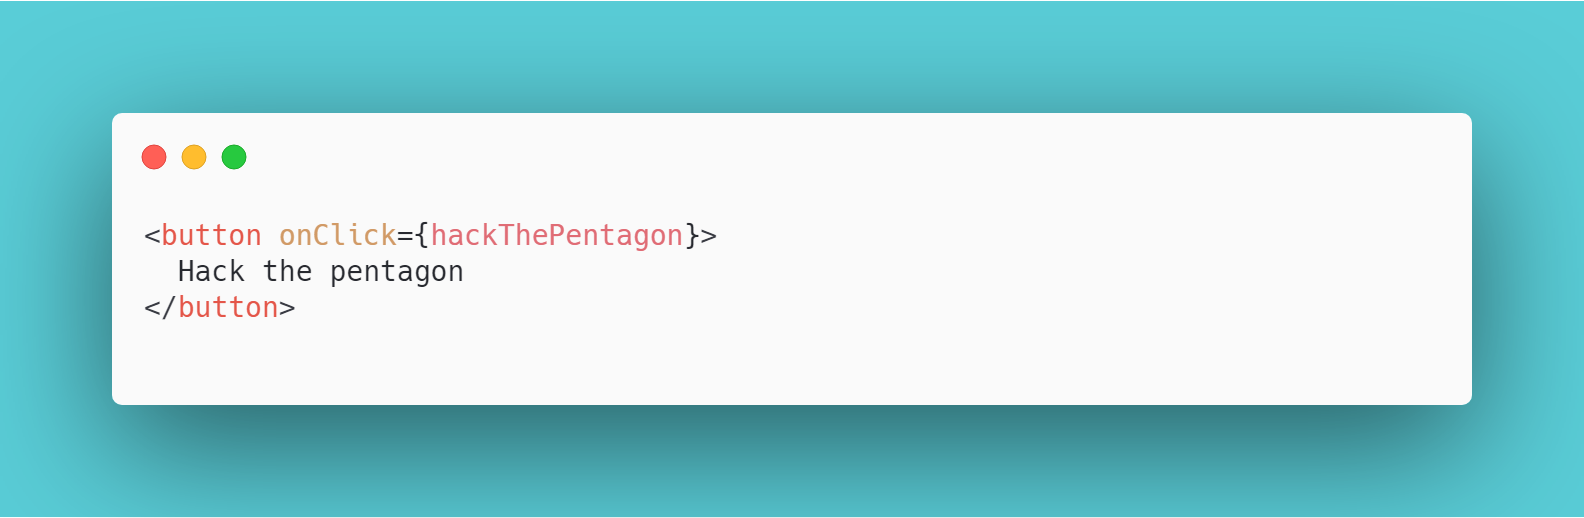 <button onClick={hackThePentagon}>
  Hack the pentagon
</button>